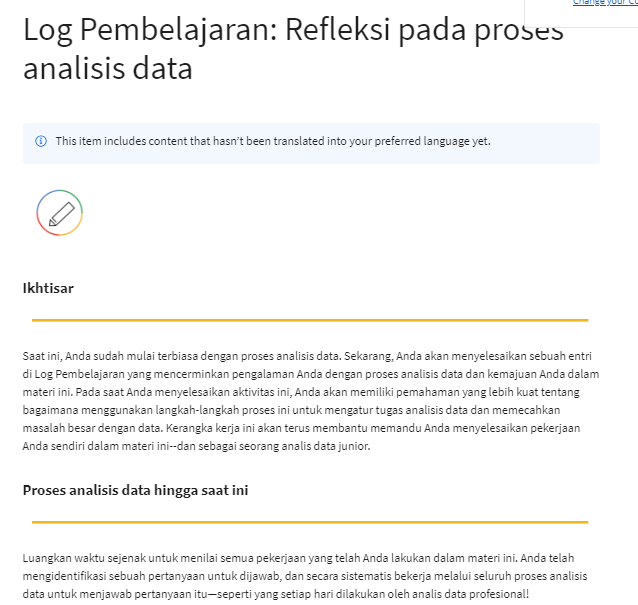 Change your Co
Log Pembelajaran: Refleksi pada proses
analisis data
This item includes content that hasn't been translated into your preferred language yet.
Ikhtisar
Saat ini, Anda sudah mulai terbiasa dengan proses analisis data. Sekarang, Anda akan menyelesaikan sebuah entri
di Log Pembelajaran yang mencerminkan pengalaman Anda dengan proses analisis data dan kemajuan Anda dalam
materi ini. Pada saat Anda menyelesaikan aktivitas ini, Anda akan memiliki pemahaman yang lebih kuat tentang
bagaimana menggunakan langkah-langkah proses ini untuk mengatur tugas analisis data dan memecahkan
masalah besar dengan data. Kerangka kerja ini akan terus membantu memandu Anda menyelesaikan pekerjaan
Anda sendiri dalam materi ini--dan sebagai seorang analis data junior.
Proses analisis data hingga saat ini
Luangkan waktu sejenak untuk menilai semua pekerjaan yang telah Anda lakukan dalam materi ini. Anda telah
mengidentifikasi sebuah pertanyaan untuk dijawab, dan secara sistematis bekerja melalui seluruh proses analisis
data untuk menjawab pertanyaan itu—seperti yang setiap hari dilakukan oleh analis data profesional!